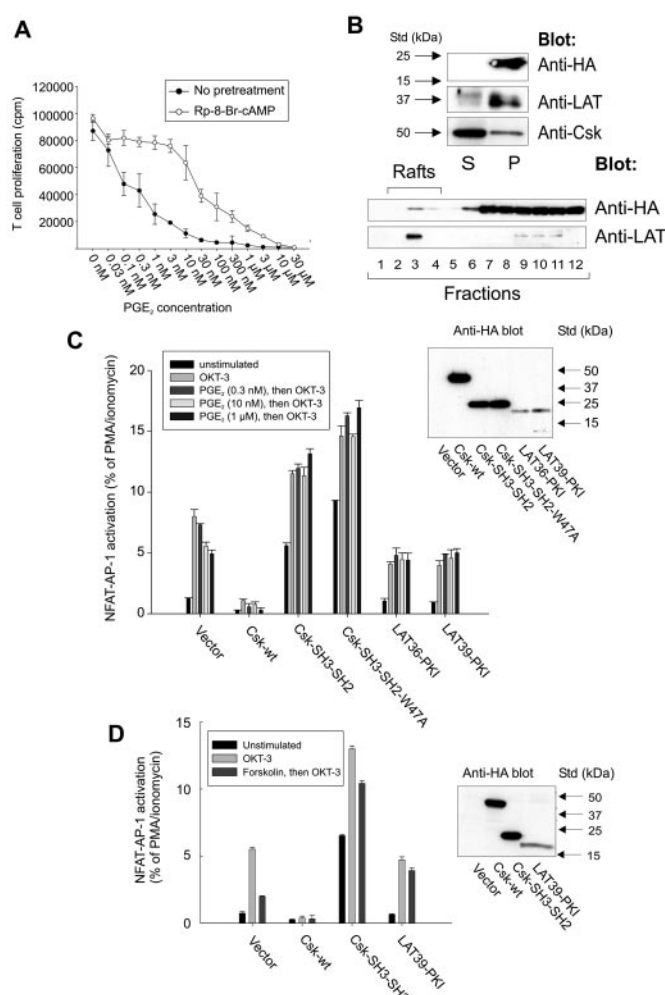 A
T cell proliferation (cpm)
120000
100000
80000
60000
40000
20000
No pretreatment
Rp-8-Br-cAMP
0 nM
0.03 nM
0.1 nM
0.3 nM
1 nM
3 nM
10 nM
30 nM
100 nM
300 nM
1 µM
3 µM
10 µM
30 µM
PGE₂ concentration
B
Std (kDa)
Blot:
25
15
Anti-HA
37
Anti-LAT
50
Anti-Csk
S P
Blot:
Rafts
Anti-HA
Anti-LAT
1 2 3 4 5 6 7 8 9 10 11 12
Fractions
C
NFAT-AP-1 activation (% of PMA/ionomycin)
20
15
10
5
0
unstimulated
OKT-3
PGE₂ (0.3 nM), then OKT-3
PGE₂ (10 nM), then OKT-3
PGE₂ (1 µM), then OKT-3
Vector
Csk-wt
Csk-SH3-SH2
Csk-SH3-SH2-W47A
LAT36-PKI
LAT39-PKI
Anti-HA blot
Std (kDa)
50
37
25
15
Vector
Csk-wt
Csk-SH3-SH2
Csk-SH3-SH2-W47A
LAT36-PKI
LAT39-PKI
D
NFAT-AP-1 activation
(% of PMA/ionomycin)
15
10
5
0
Unstimulated
OKT-3
Forskolin, then OKT-3
Vector
Csk-wt
Csk-SH3-SH2
LAT39-PKI
Anti-HA blot
Std (kDa)
50
37
25
15
Vector
Csk-wt
Csk-SH3-SH2
LAT39-PKI